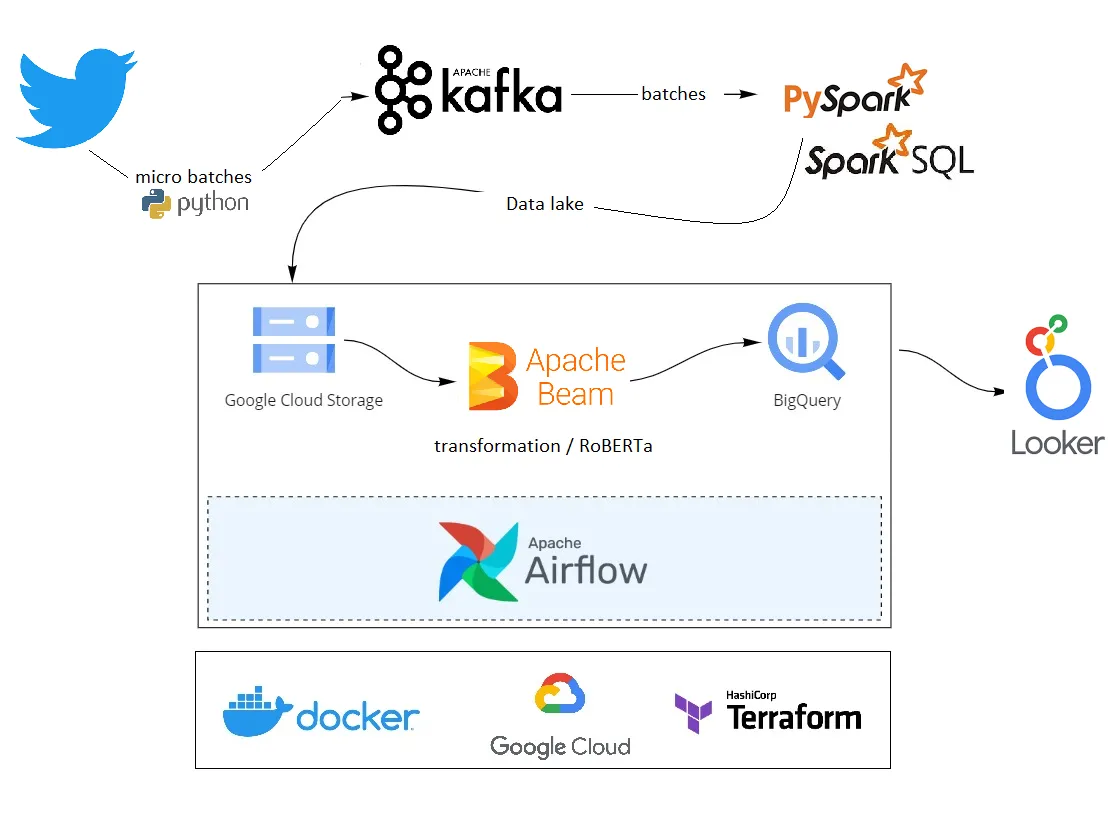 APACHE
kafka
batches
PySpark
Spark SQL
micro batches
python
Data lake
Google Cloud Storage
Apache
Beam
BigQuery
transformation / RoBERTa
Looker
Apache
Airflow
docker
Google Cloud
HashiCorp
Terraform